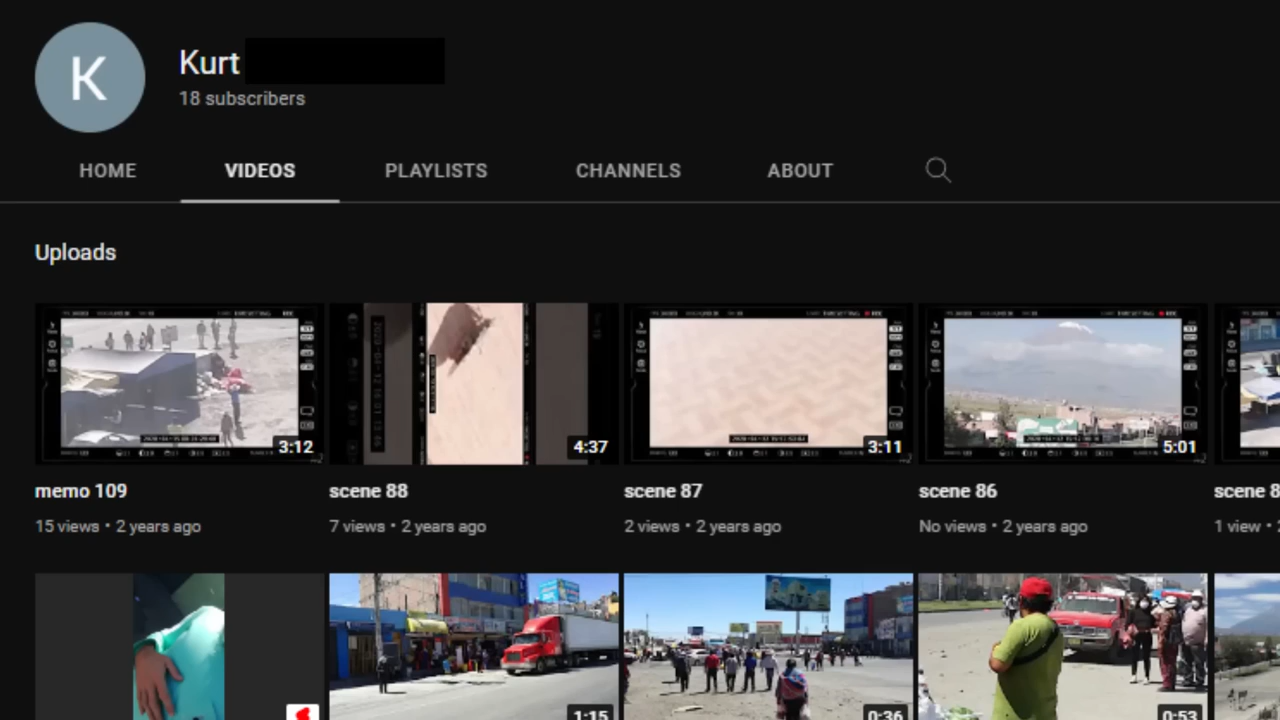 K
Kurt
18 subscribers
HOME VIDEOS PLAYLISTS CHANNELS ABOUT
Uploads
3:12 4:37 3:11 5:01
memo 109 scene 88 scene 87 scene 86 scene 8
15 views • 2 years ago 7 views • 2 years ago 2 views • 2 years ago No views • 2 years ago 1 view •
1:15 0:36 0:53